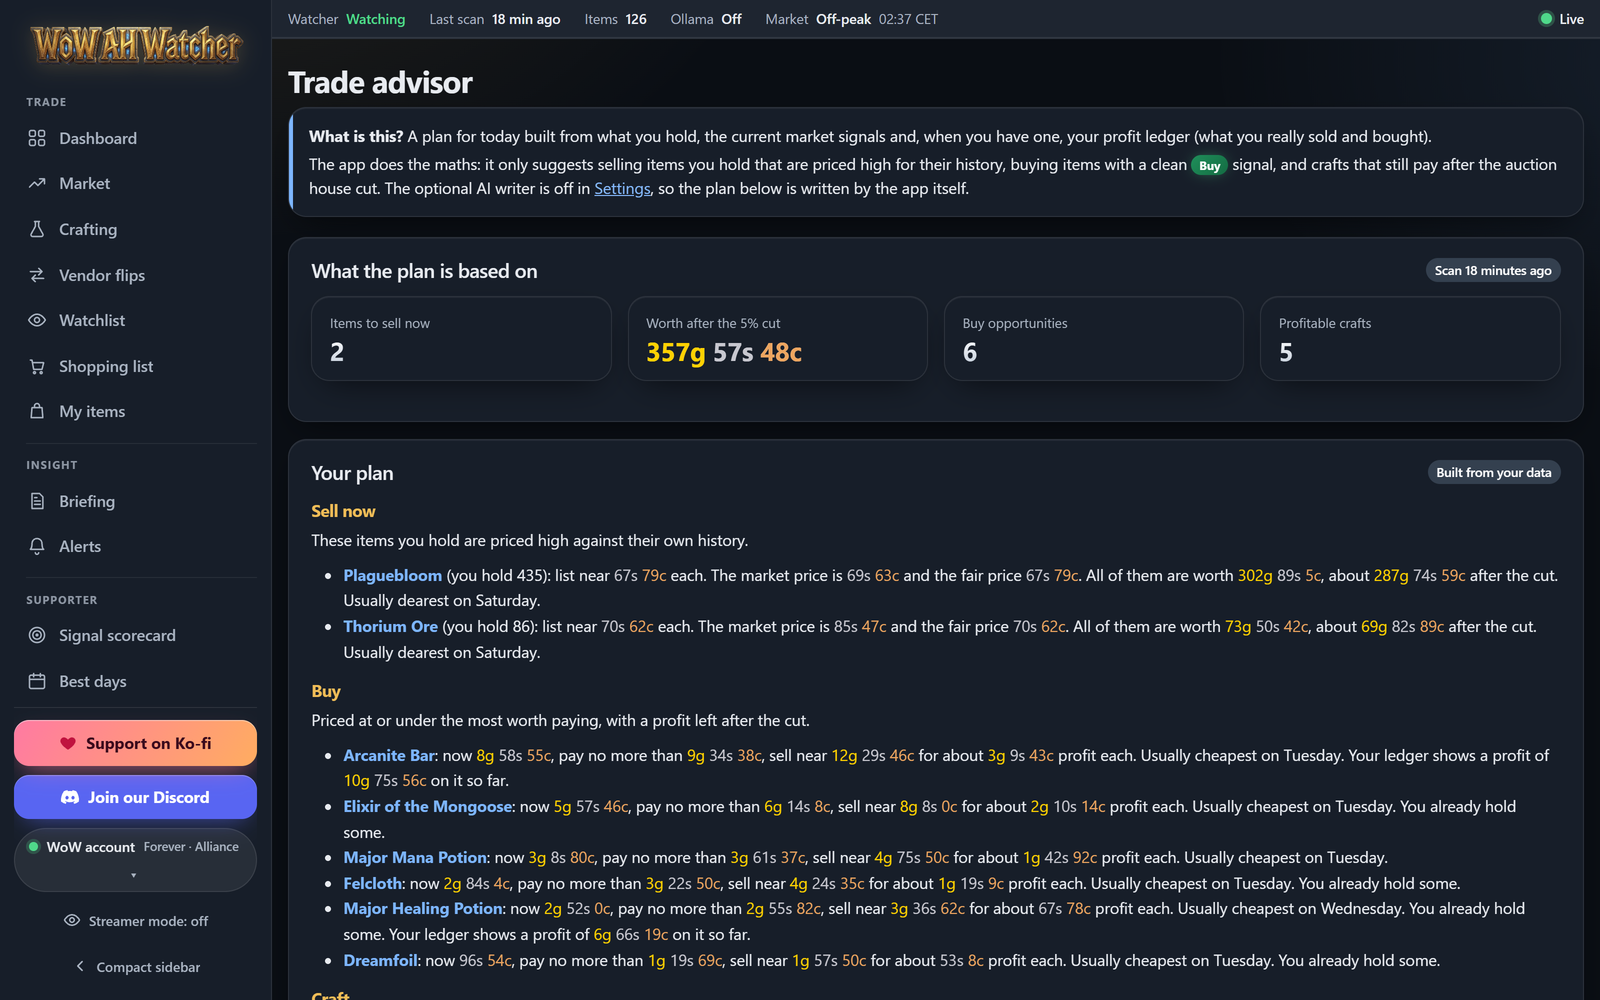 WoW AH Watcher
TRADE
Dashboard
Market
Crafting
Vendor flips
Watchlist
Shopping list
My items
INSIGHT
Briefing
Alerts
SUPPORTER
Signal scorecard
Best days
Support on Ko-fi
Join our Discord
WoW account Forever · Alliance
Streamer mode: off
Compact sidebar
Watcher Watching Last scan 18 min ago Items 126 Ollama Off Market Off-peak 02:37 CET Live
Trade advisor
What is this? A plan for today built from what you hold, the current market signals and, when you have one, your profit ledger (what you really sold and bought).
The app does the maths: it only suggests selling items you hold that are priced high for their history, buying items with a clean Buy signal, and crafts that still pay after the auction
house cut. The optional AI writer is off in Settings, so the plan below is written by the app itself.
What the plan is based on
Scan 18 minutes ago
Items to sell now
2
Worth after the 5% cut
357g 57s 48c
Buy opportunities
6
Profitable crafts
5
Your plan
Built from your data
Sell now
These items you hold are priced high against their own history.
• Plaguebloom (you hold 435): list near 67s 79c each. The market price is 69s 63c and the fair price 67s 79c. All of them are worth 302g 89s 5c, about 287g 74s 59c after the cut.
Usually dearest on Saturday.
• Thorium Ore (you hold 86): list near 70s 62c each. The market price is 85s 47c and the fair price 70s 62c. All of them are worth 73g 50s 42c, about 69g 82s 89c after the cut.
Usually dearest on Saturday.
Buy
Priced at or under the most worth paying, with a profit left after the cut.
• Arcanite Bar: now 8g 58s 55c, pay no more than 9g 34s 38c, sell near 12g 29s 46c for about 3g 9s 43c profit each. Usually cheapest on Tuesday. Your ledger shows a profit of
10g 75s 56c on it so far.
• Elixir of the Mongoose: now 5g 57s 46c, pay no more than 6g 14s 8c, sell near 8g 8s 0c for about 2g 10s 14c profit each. Usually cheapest on Tuesday. You already hold
some.
• Major Mana Potion: now 3g 8s 80c, pay no more than 3g 61s 37c, sell near 4g 75s 50c for about 1g 42s 92c profit each. Usually cheapest on Tuesday.
• Felcloth: now 2g 84s 4c, pay no more than 3g 22s 50c, sell near 4g 24s 35c for about 1g 19s 9c profit each. Usually cheapest on Tuesday. You already hold some.
• Major Healing Potion: now 2g 52s 0c, pay no more than 2g 55s 82c, sell near 3g 36s 62c for about 67s 78c profit each. Usually cheapest on Wednesday. You already hold
some. Your ledger shows a profit of 6g 66s 19c on it so far.
• Dreamfoil: now 96s 54c, pay no more than 1g 19s 69c, sell near 1g 57s 50c for about 53s 8c profit each. Usually cheapest on Tuesday. You already hold some.
Craft